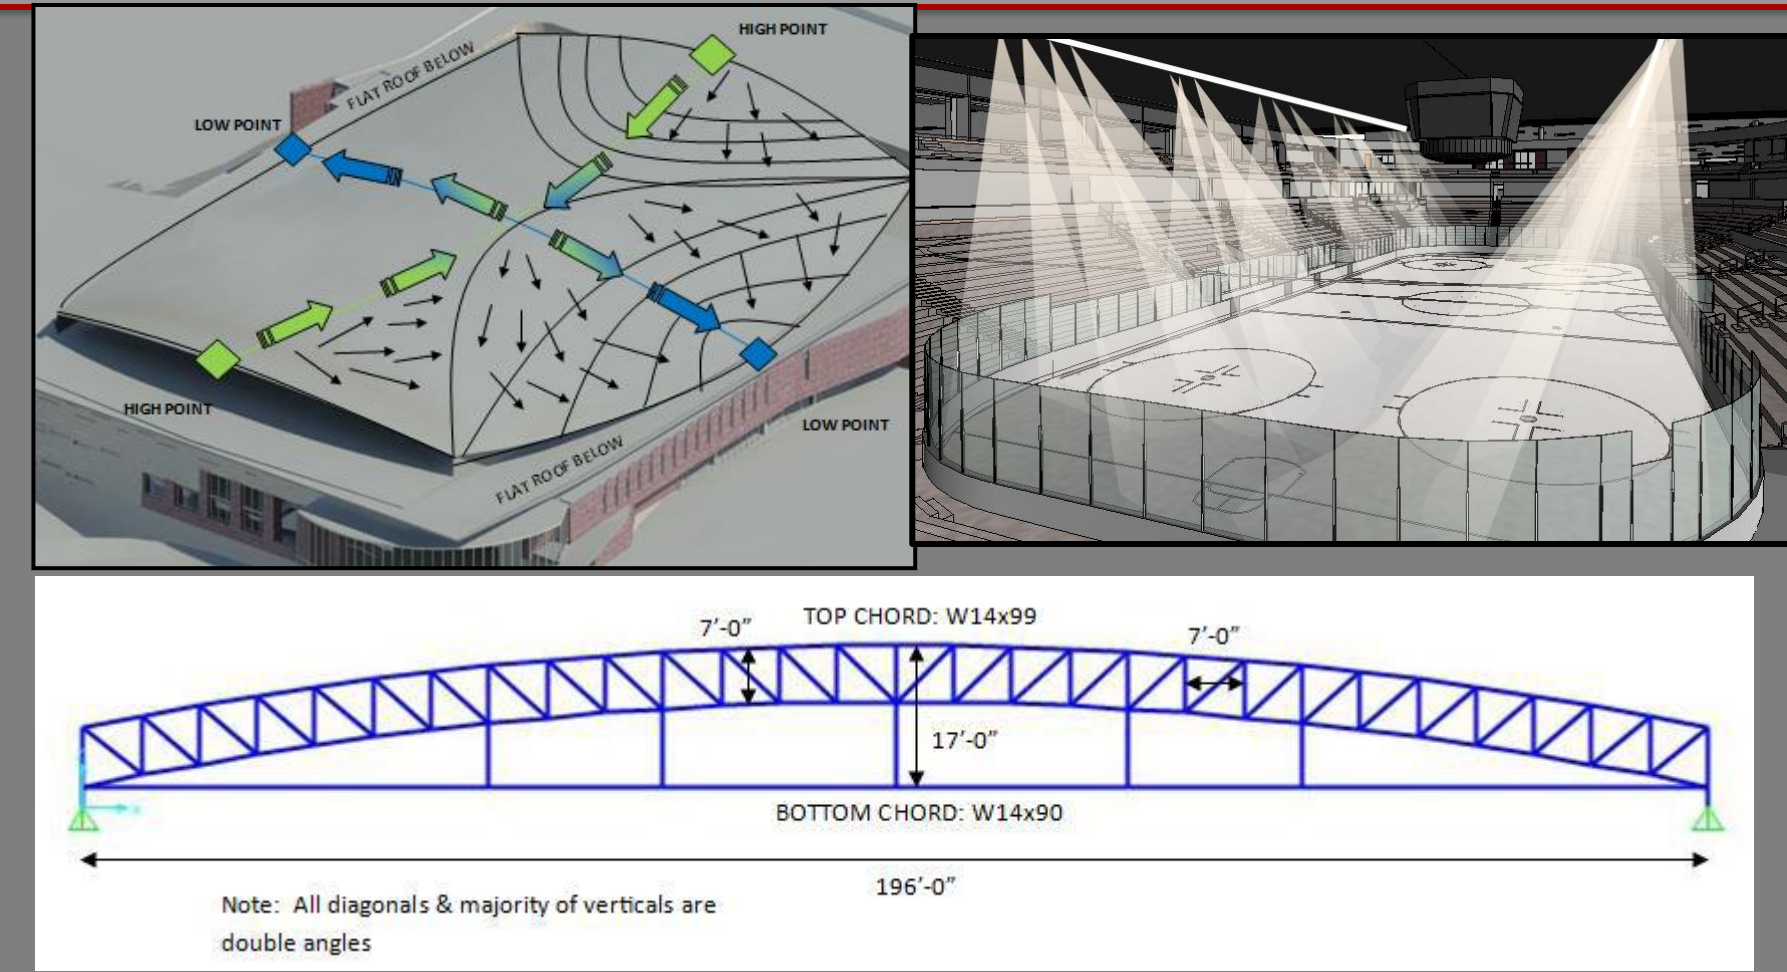 HIGH POINT
FLAT ROOF BELOW
LOW POINT
HIGH POINT
LOW POINT
FLAT ROOF BELOW
TOP CHORD: W14x99
7’-0”
7’-0”
17’-0”
BOTTOM CHORD: W14x90
196’-0”
Note:  All diagonals & majority of verticals are
double angles